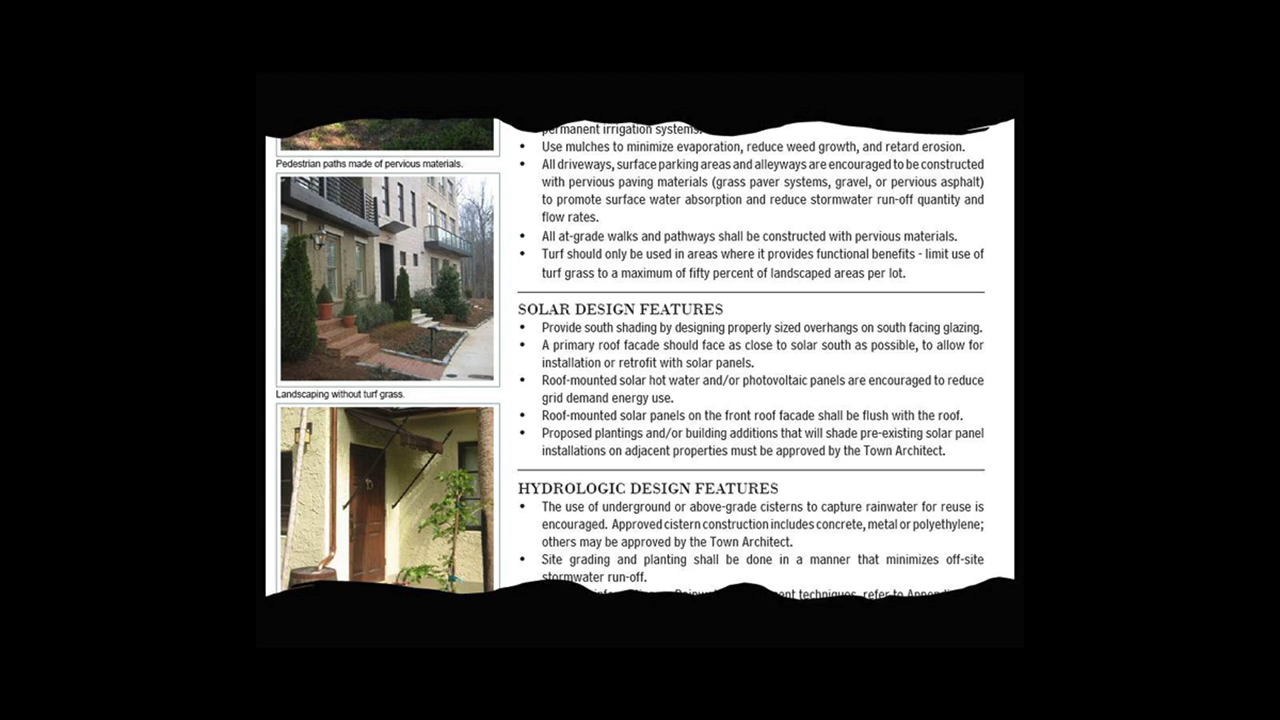 permanent irrigation systems.
• Use mulches to minimize evaporation, reduce weed growth, and retard erosion.
Pedestrian paths made of pervious materials.
• All driveways, surface parking areas and alleyways are encouraged to be constructed
with pervious paving materials (grass paver systems, gravel, or pervious asphalt)
to promote surface water absorption and reduce stormwater run-off quantity and
flow rates.
• All at-grade walks and pathways shall be constructed with pervious materials.
• Turf should only be used in areas where it provides functional benefits - limit use of
turf grass to a maximum of fifty percent of landscaped areas per lot.
SOLAR DESIGN FEATURES
• Provide south shading by designing properly sized overhangs on south facing glazing.
• A primary roof facade should face as close to solar south as possible, to allow for
installation or retrofit with solar panels.
• Roof-mounted solar hot water and/or photovoltaic panels are encouraged to reduce
grid demand energy use.
Landscaping without turf grass.
• Roof-mounted solar panels on the front roof facade shall be flush with the roof.
• Proposed plantings and/or building additions that will shade pre-existing solar panel
installations on adjacent properties must be approved by the Town Architect.
HYDROLOGIC DESIGN FEATURES
• The use of underground or above-grade cisterns to capture rainwater for reuse is
encouraged. Approved cistern construction includes concrete, metal or polyethylene;
others may be approved by the Town Architect.
• Site grading and planting shall be done in a manner that minimizes off-site
stormwater run-off.
techniques, refer to